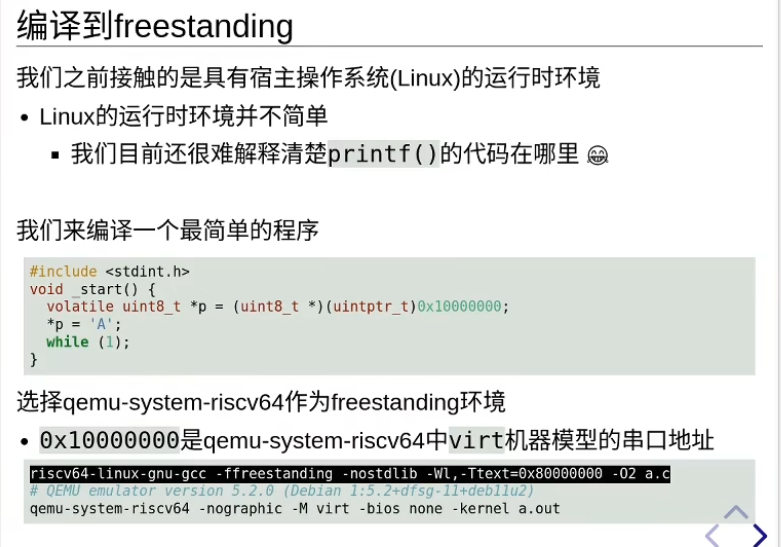 编译到freestanding
我们之前接触的是具有宿主操作系统(Linux)的运行时环境
• Linux的运行时环境并不简单
▪ 我们目前还很难解释清楚printf()的代码在哪里 😁
我们来编译一个最简单的程序
#include <stdint.h>
void _start() {
  volatile uint8_t *p = (uint8_t *)(uintptr_t)0x10000000;
  *p = 'A';
  while (1);
}
选择qemu-system-riscv64作为freestanding环境
• 0x10000000是qemu-system-riscv64中virt机器模型的串口地址
riscv64-linux-gnu-gcc -ffreestanding -nostdlib -Wl,-Ttext=0x80000000 -O2 a.c
# QEMU emulator version 5.2.0 (Debian 1:5.2+dfsg-11+deb11u2)
qemu-system-riscv64 -nographic -M virt -bios none -kernel a.out